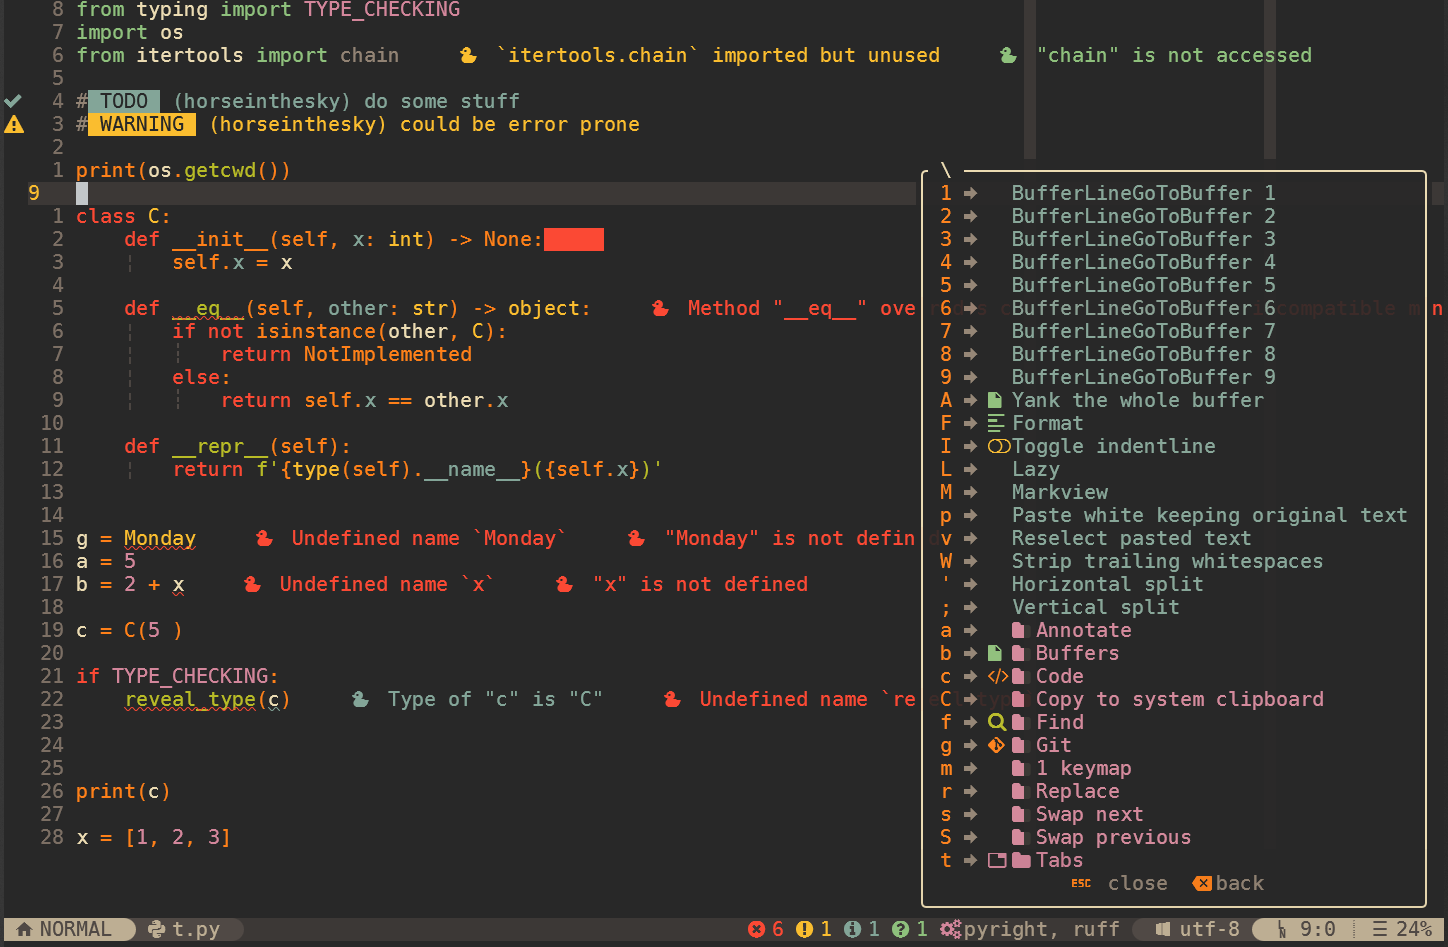 8 from typing import TYPE_CHECKING
7 import os
6 from itertools import chain `itertools.chain` imported but unused "chain" is not accessed
5
4 # TODO (horseinthesky) do some stuff
3 # WARNING (horseinthesky) could be error prone
2
1 print(os.getcwd())
9
1 class C:
2 def __init__(self, x: int) -> None:
3 self.x = x
4
5 def __eq__(self, other: str) -> object: Method "__eq__" ove
6 if not isinstance(other, C):
7 return NotImplemented
8 else:
9 return self.x == other.x
10
11 def __repr__(self):
12 return f'{type(self).__name__}({self.x})'
13
14
15 g = Monday Undefined name `Monday` "Monday" is not defin
16 a = 5
17 b = 2 + x Undefined name `x` "x" is not defined
18
19 c = C(5 )
20
21 if TYPE_CHECKING:
22 reveal_type(c) Type of "c" is "C" Undefined name `re
23
24
25
26 print(c)
27
28 x = [1, 2, 3]
\
1 ➜ BufferLineGoToBuffer 1
2 ➜ BufferLineGoToBuffer 2
3 ➜ BufferLineGoToBuffer 3
4 ➜ BufferLineGoToBuffer 4
5 ➜ BufferLineGoToBuffer 5
6 ➜ BufferLineGoToBuffer 6
7 ➜ BufferLineGoToBuffer 7
8 ➜ BufferLineGoToBuffer 8
9 ➜ BufferLineGoToBuffer 9
A ➜ Yank the whole buffer
F ➜ Format
I ➜ Toggle indentline
L ➜ Lazy
M ➜ Markview
p ➜ Paste white keeping original text
v ➜ Reselect pasted text
W ➜ Strip trailing whitespaces
' ➜ Horizontal split
; ➜ Vertical split
a ➜ Annotate
b ➜ Buffers
c ➜ Code
C ➜ Copy to system clipboard
f ➜ Find
g ➜ Git
m ➜ 1 keymap
r ➜ Replace
s ➜ Swap next
S ➜ Swap previous
t ➜ Tabs
ESC close back
NORMAL t.py 6 1 1 1 pyright, ruff utf-8 9:0 24%